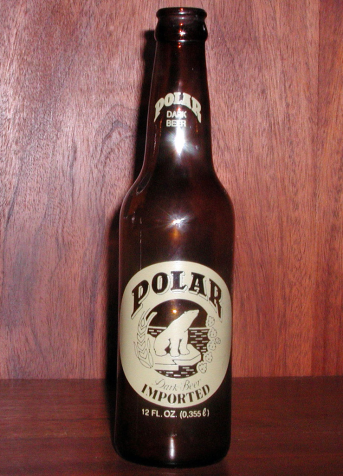 POLAR
DARK
BEER
POLAR
Dark Beer
IMPORTED
12 FL. OZ. (0,355 ℓ)